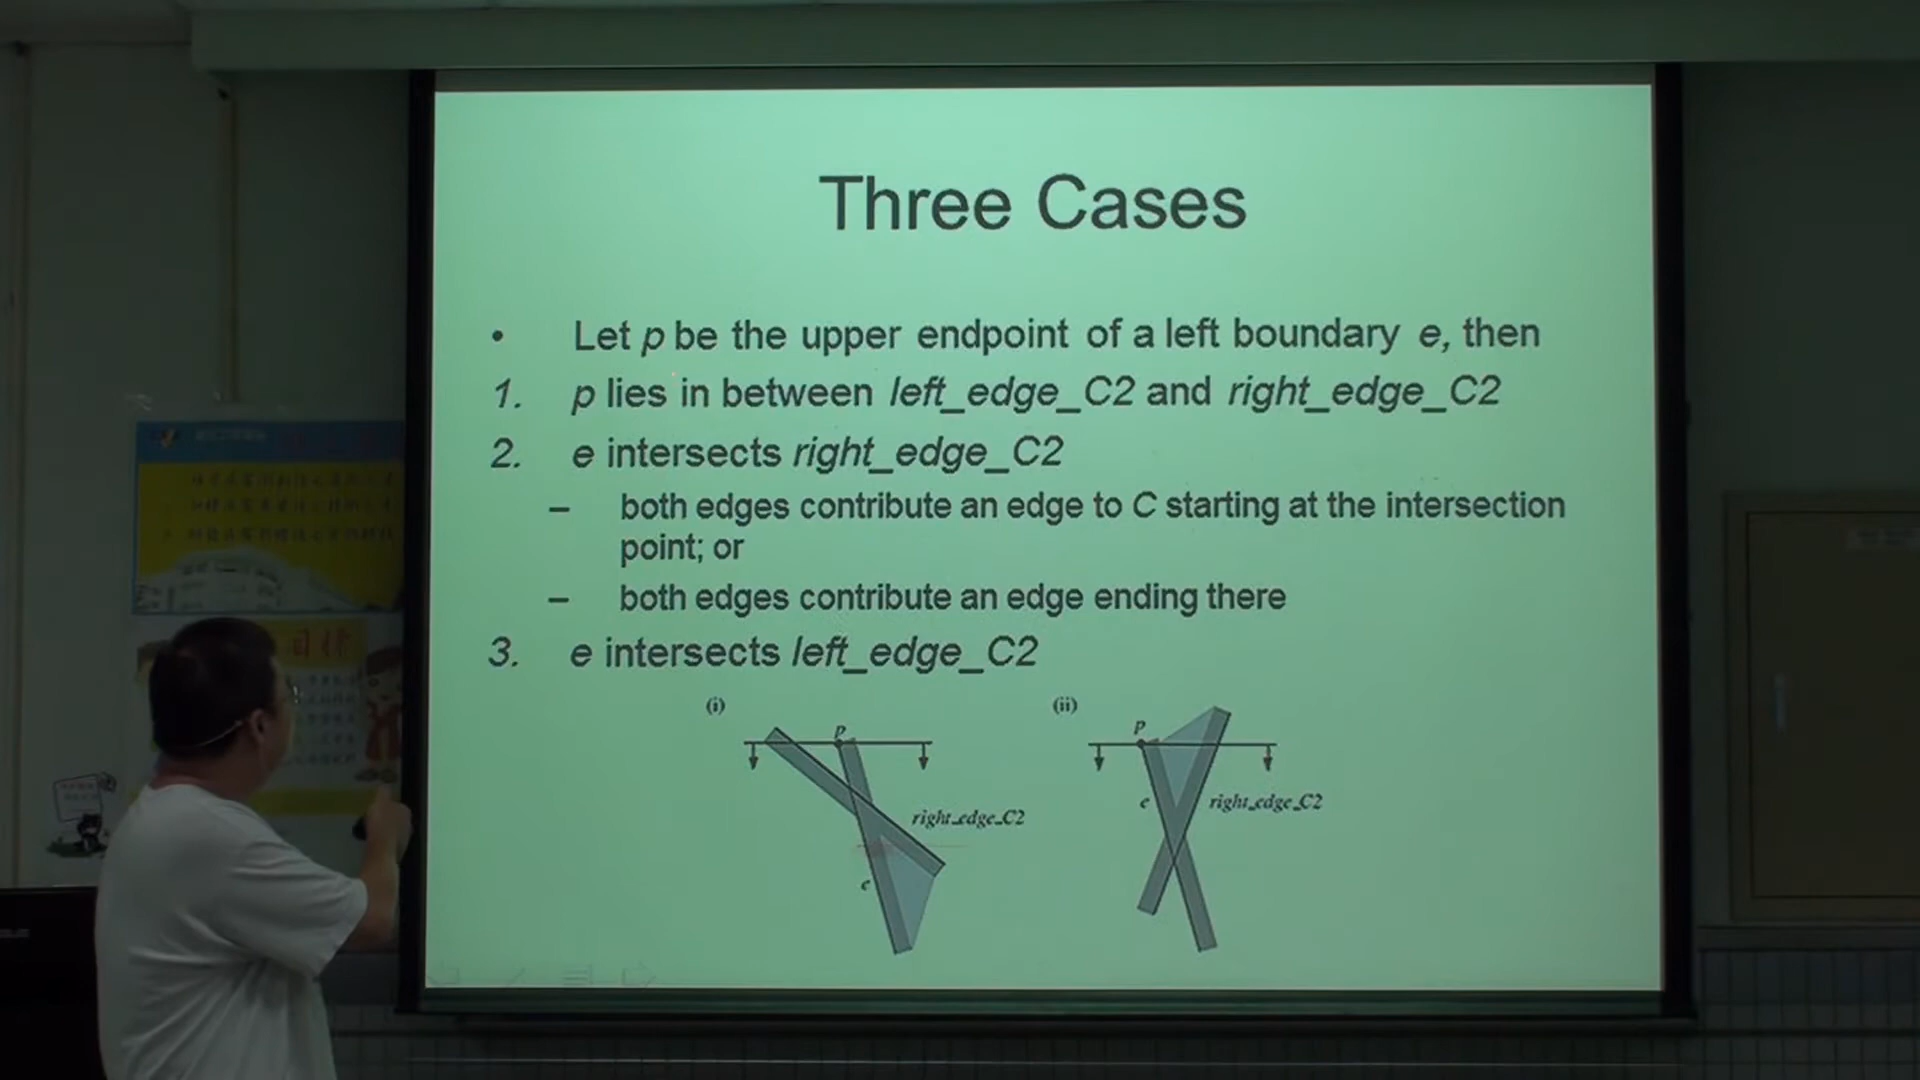 Three Cases
• Let p be the upper endpoint of a left boundary e, then
1. p lies in between left_edge_C2 and right_edge_C2
2. e intersects right_edge_C2
– both edges contribute an edge to C starting at the intersection
point; or
– both edges contribute an edge ending there
3. e intersects left_edge_C2
(i)
p
right_edge_C2
e
(ii)
p
e
right_edge_C2
目標